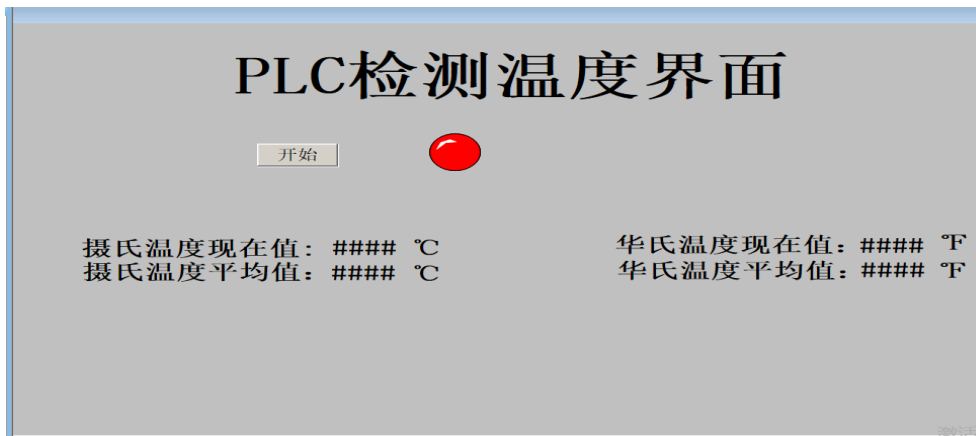 PLC检测温度界面
开始
摄氏温度现在值: #### ℃
华氏温度现在值: #### ℉
摄氏温度平均值: #### ℃
华氏温度平均值: #### ℉